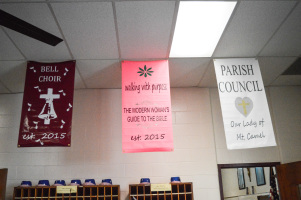 BELL
CHOIR
est. 2015
walking with purpose
THE MODERN WOMAN'S
GUIDE TO THE BIBLE
est. 2015
PARISH
COUNCIL
Our Lady of
Mt Carmel